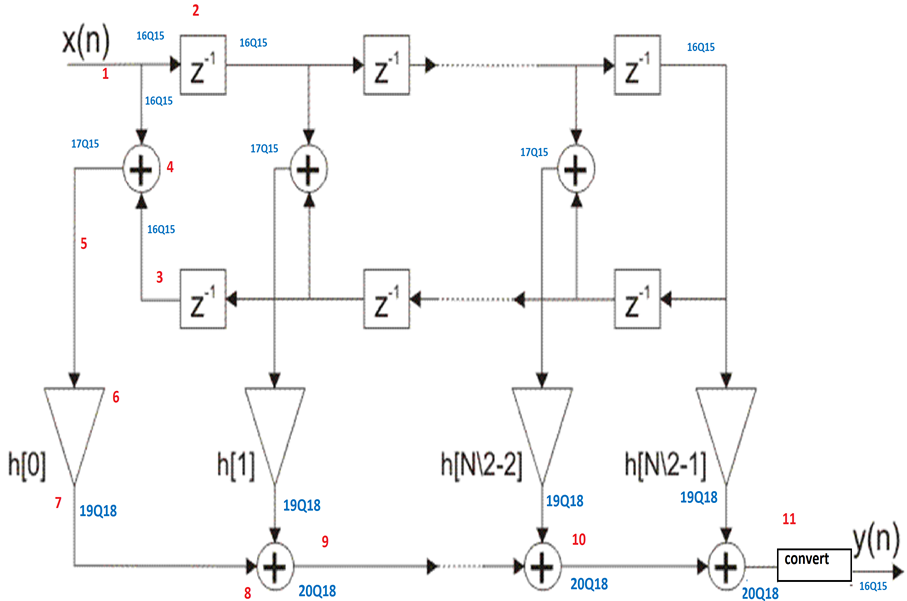 2
x(n)
16Q15
16Q15
16Q15
1
z-1
z-1
z-1
16Q15
17Q15
4
17Q15
17Q15
+
+
+
16Q15
5
3
z-1
z-1
z-1
6
h[0]
h[1]
h[N\2-2]
h[N\2-1]
7
19Q18
19Q18
19Q18
19Q18
9
10
11
+
+
+
convert
y(n)
8
20Q18
20Q18
20Q18
16Q15